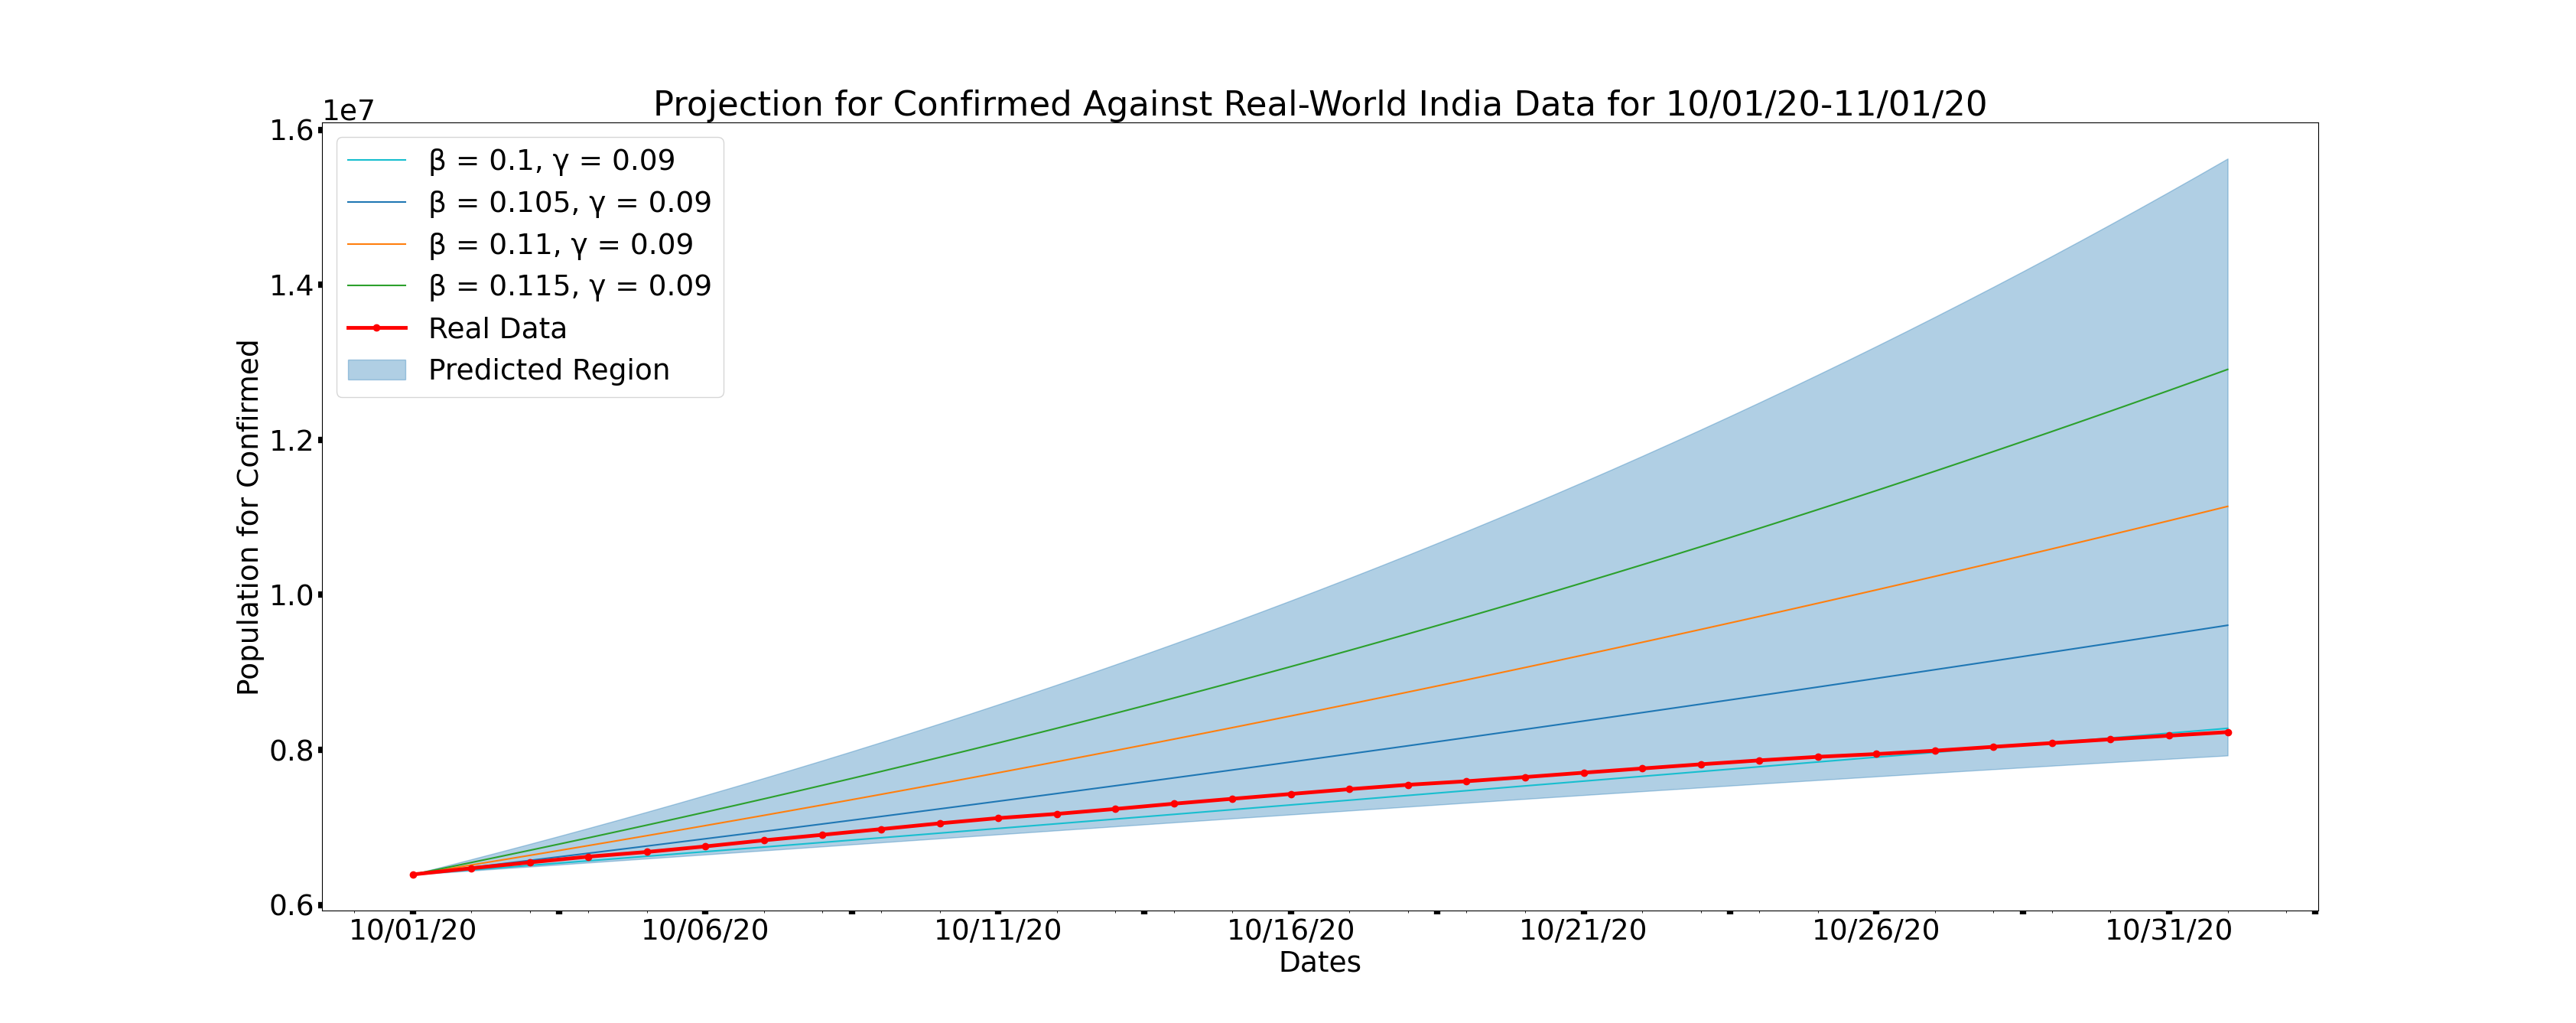 Projection for Confirmed Against Real-World India Data for 10/01/20-11/01/20
1e7
1.6
1.4
1.2
1.0
0.8
0.6
Population for Confirmed
β = 0.1, γ = 0.09
β = 0.105, γ = 0.09
β = 0.11, γ = 0.09
β = 0.115, γ = 0.09
Real Data
Predicted Region
10/01/20 10/06/20 10/11/20 10/16/20 10/21/20 10/26/20 10/31/20
Dates